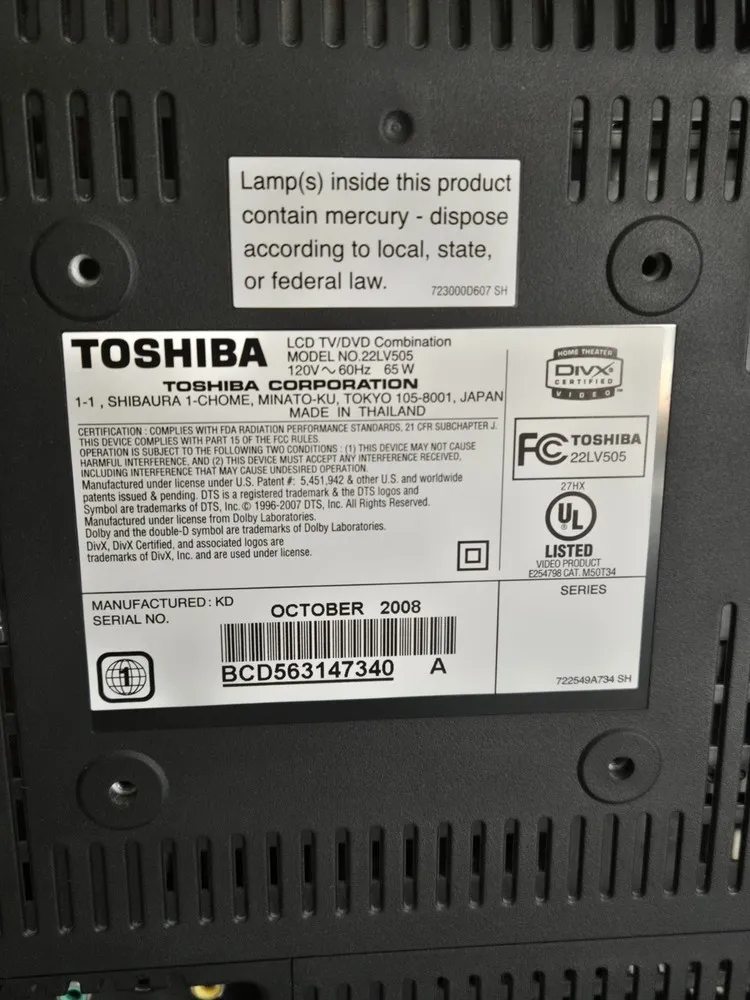 Lamp(s) inside this product
contain mercury - dispose
according to local, state,
or federal law.
723000D607 SH
TOSHIBA
LCD TV/DVD Combination
MODEL NO.22LV505
120V ~ 60Hz 65 W
TOSHIBA CORPORATION
1-1 , SHIBAURA 1-CHOME, MINATO-KU, TOKYO 105-8001, JAPAN
MADE IN THAILAND
CERTIFICATION : COMPLIES WITH FDA RADIATION PERFORMANCE STANDARDS, 21 CFR SUBCHAPTER J.
THIS DEVICE COMPLIES WITH PART 15 OF THE FCC RULES.
OPERATION IS SUBJECT TO THE FOLLOWING TWO CONDITIONS : (1) THIS DEVICE MAY NOT CAUSE
HARMFUL INTERFERENCE, AND (2) THIS DEVICE MUST ACCEPT ANY INTERFERENCE RECEIVED,
INCLUDING INTERFERENCE THAT MAY CAUSE UNDESIRED OPERATION.
Manufactured under license under U.S. Patent #: 5,451,942 & other U.S. and worldwide
patents issued & pending. DTS is a registered trademark & the DTS logos and
Symbol are trademarks of DTS, Inc. © 1996-2007 DTS, Inc. All Rights Reserved.
Manufactured under license from Dolby Laboratories.
Dolby and the double-D symbol are trademarks of Dolby Laboratories.
DivX, DivX Certified, and associated logos are
trademarks of DivX, Inc. and are used under license.
HOME THEATER
DIVX
CERTIFIED
VIDEO™
FC TOSHIBA
22LV505
27HX
UL
®
LISTED
VIDEO PRODUCT
E254798 CAT. M50T34
MANUFACTURED : KD OCTOBER 2008
SERIAL NO.
1
BCD563147340 A
SERIES
722549A734 SH